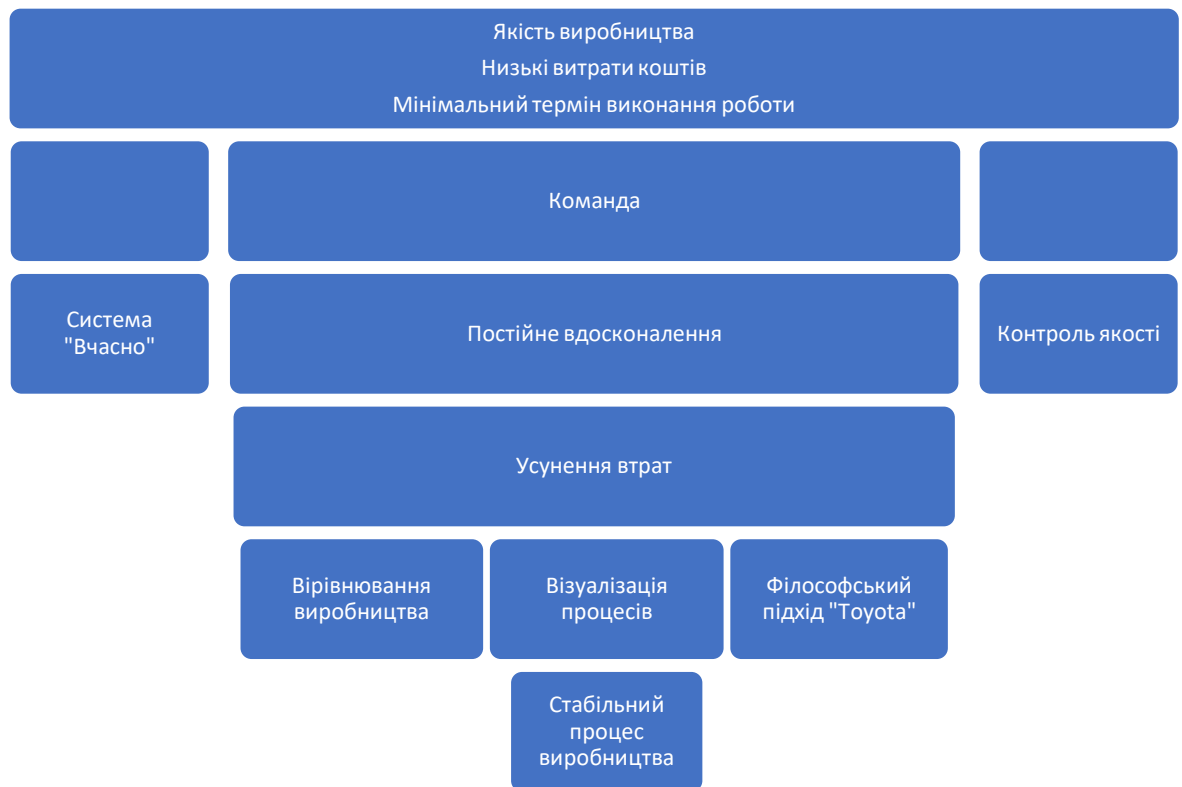 Якість виробництва
Низькі витрати коштів
Мінімальний термін виконання роботи
Команда
Система
"Вчасно"
Постійне вдосконалення
Контроль якості
Усунення втрат
Вірівнювання
виробництва
Візуалізація
процесів
Філософський
підхід "Toyota"
Стабільний
процес
виробництва